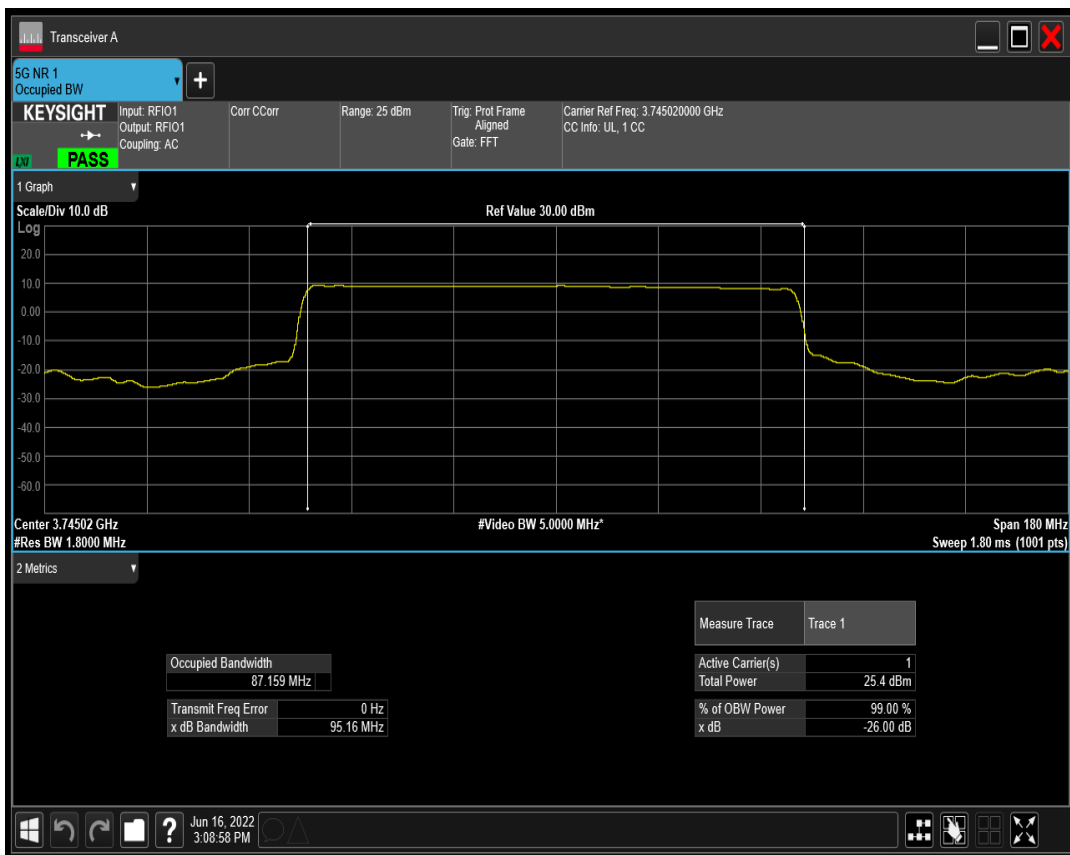 Transceiver A
5G NR 1
Occupied BW
+
KEYSIGHT
LXI
PASS
Input: RFIO1
Output: RFIO1
Coupling: AC
Corr CCorr
Range: 25 dBm
Trig: Prot Frame
Aligned
Gate: FFT
Carrier Ref Freq: 3.745020000 GHz
CC Info: UL, 1 CC
1 Graph
Scale/Div 10.0 dB
Ref Value 30.00 dBm
Log
20.0
10.0
0.00
-10.0
-20.0
-30.0
-40.0
-50.0
-60.0
Center 3.74502 GHz
#Video BW 5.0000 MHz*
Span 180 MHz
#Res BW 1.8000 MHz
Sweep 1.80 ms (1001 pts)
2 Metrics
Measure Trace Trace 1
Occupied Bandwidth
87.159 MHz
Active Carrier(s) 1
Total Power 25.4 dBm
Transmit Freq Error 0 Hz
x dB Bandwidth 95.16 MHz
% of OBW Power 99.00 %
x dB -26.00 dB
?
Jun 16, 2022
3:08:58 PM